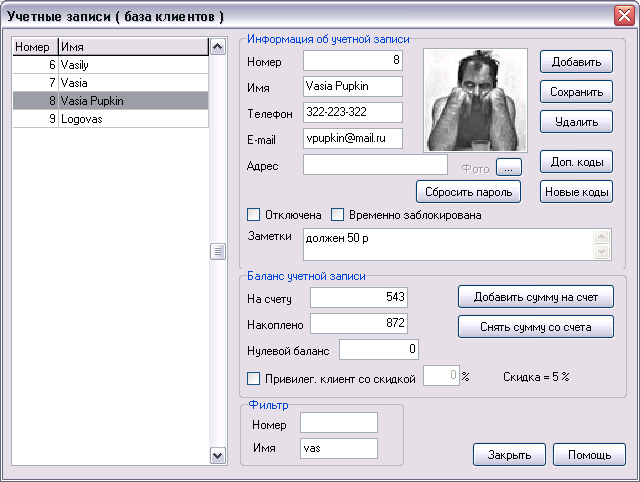 Учетные записи ( база клиентов )
Номер Имя
6 Vasily
7 Vasia
8 Vasia Pupkin
9 Logovas
Информация об учетной записи
Номер 8
Имя Vasia Pupkin
Телефон 322-223-322
E-mail vpupkin@mail.ru
Адрес
Фото ...
Добавить
Сохранить
Удалить
Доп. коды
Сбросить пароль Новые коды
Отключена Временно заблокирована
Заметки должен 50 р
Баланс учетной записи
На счету 543 Добавить сумму на счет
Накоплено 872 Снять сумму со счета
Нулевой баланс 0
Привилег. клиент со скидкой 0 % Скидка = 5 %
Фильтр
Номер
Имя vas
Закрыть Помощь